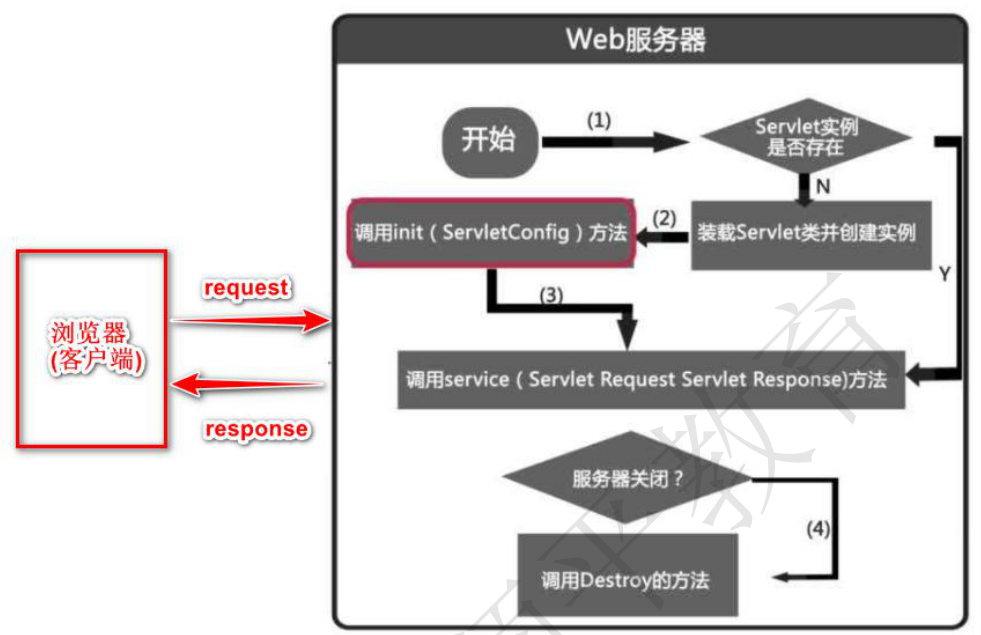 Web服务器
开始
(1)
Servlet实例
是否存在
N
调用init（ServletConfig）方法
(2)
装载Servlet类并创建实例
Y
request
(3)
浏览器
(客户端)
调用service（Servlet Request Servlet Response)方法
response
服务器关闭？
(4)
调用Destroy的方法
教育